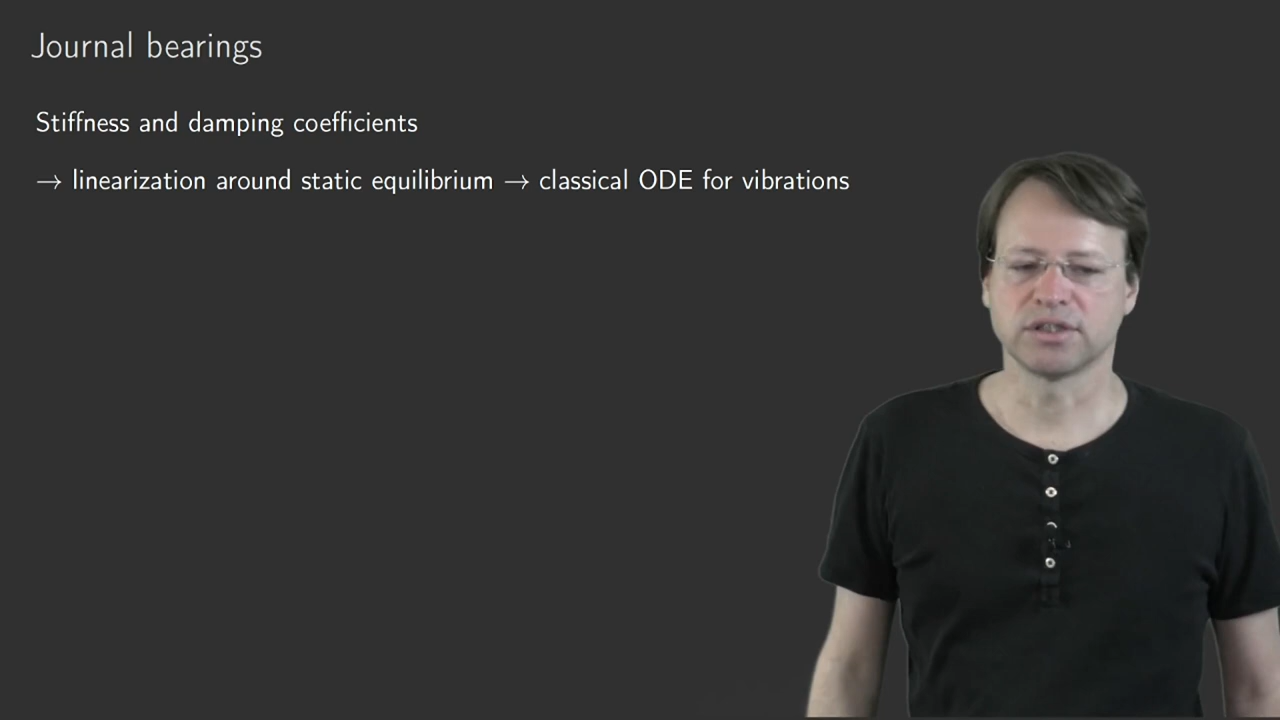 Journal bearings
Stiffness and damping coefficients
→ linearization around static equilibrium → classical ODE for vibrations